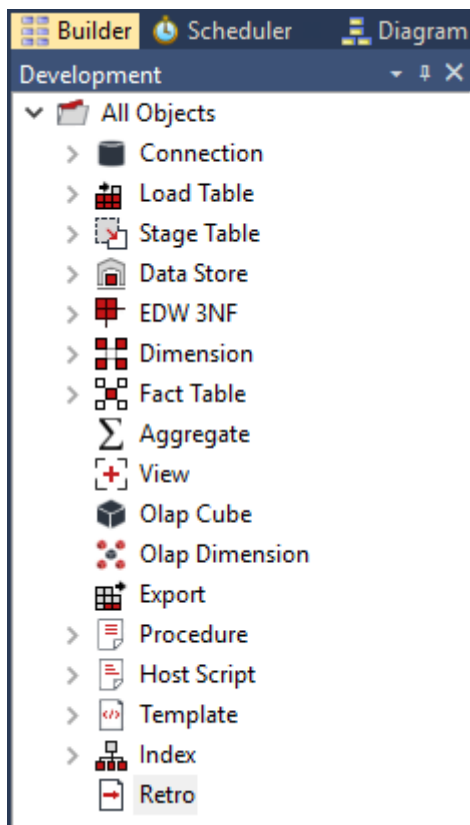 Builder Scheduler Diagram
Development
All Objects
Connection
Load Table
Stage Table
Data Store
EDW 3NF
Dimension
Fact Table
Aggregate
View
Olap Cube
Olap Dimension
Export
Procedure
Host Script
Template
Index
Retro